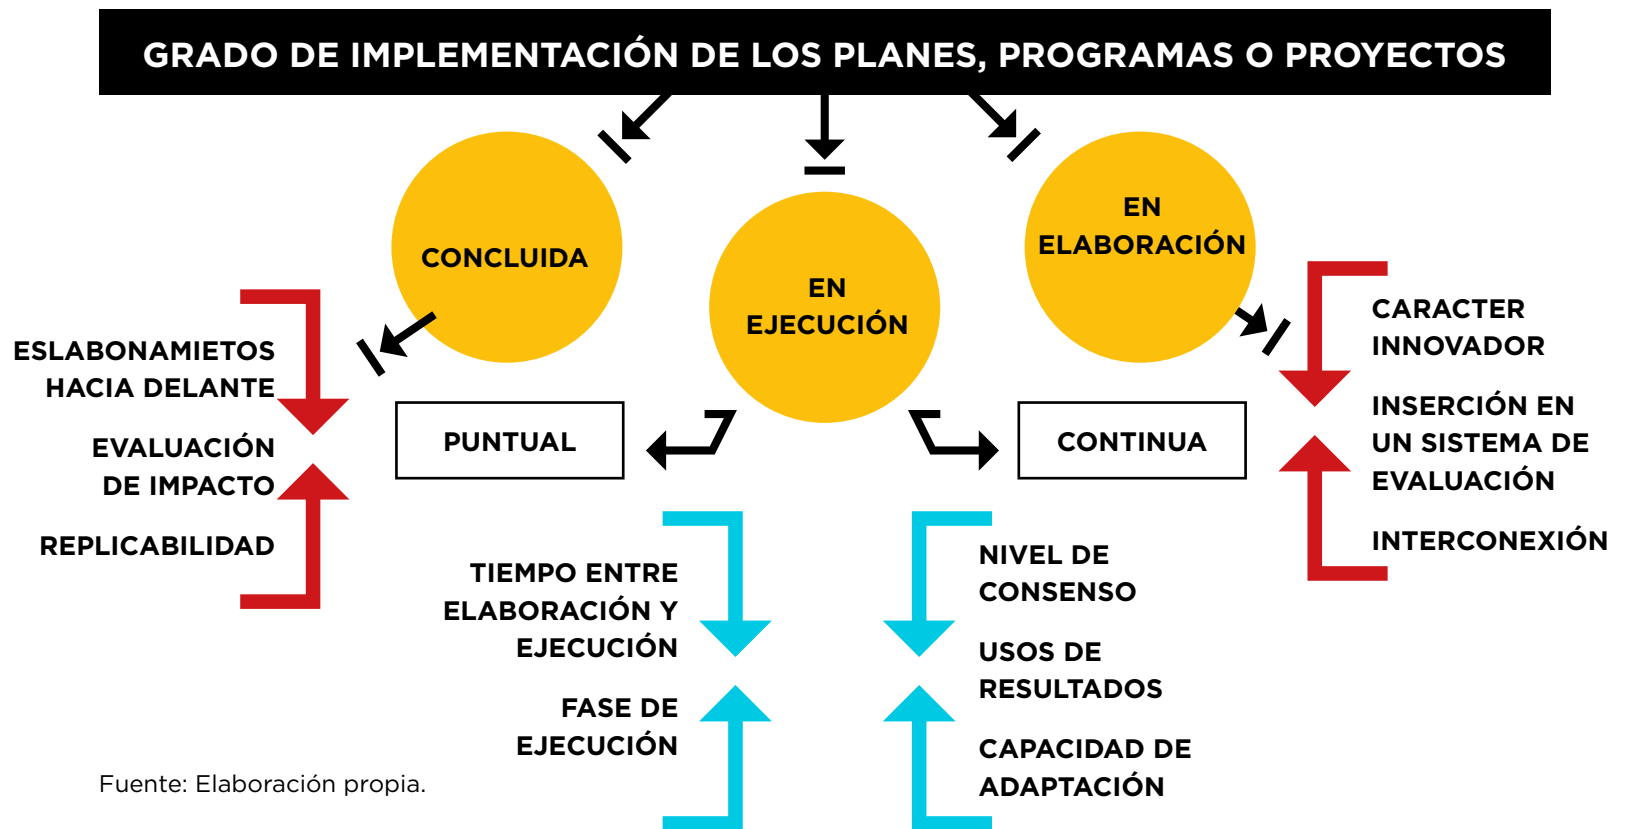 GRADO DE IMPLEMENTACIÓN DE LOS PLANES, PROGRAMAS O PROYECTOS
CONCLUIDA
EN
EJECUCIÓN
EN
ELABORACIÓN
ESLABONAMIETOS
HACIA DELANTE
EVALUACIÓN
DE IMPACTO
REPLICABILIDAD
PUNTUAL
CONTINUA
CARACTER
INNOVADOR
INSERCIÓN EN
UN SISTEMA DE
EVALUACIÓN
INTERCONEXIÓN
TIEMPO ENTRE
ELABORACIÓN Y
EJECUCIÓN
FASE DE
EJECUCIÓN
NIVEL DE
CONSENSO
USOS DE
RESULTADOS
CAPACIDAD DE
ADAPTACIÓN
Fuente: Elaboración propia.